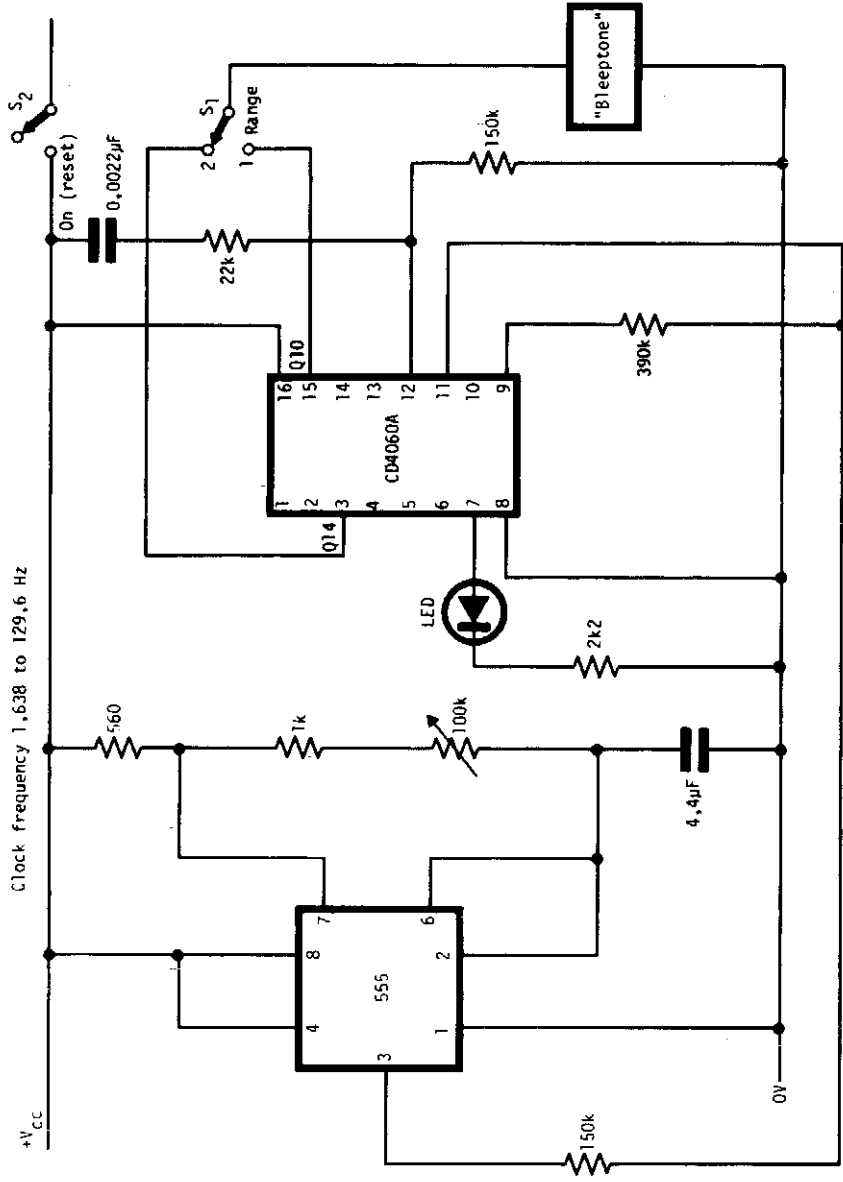 Clock frequency 1,638 to 129,6 Hz
+VCC
S2
On (reset)
0,0022µF
22k
S1
2
1
Range
"Bleeptone"
150k
560
1k
100k
4,4µF
LED
2k2
Q14
Q10
CD4060A
1
2
3
4
5
6
7
8
16
15
14
13
12
11
10
9
390k
555
4
8
7
3
6
1
2
150k
0V